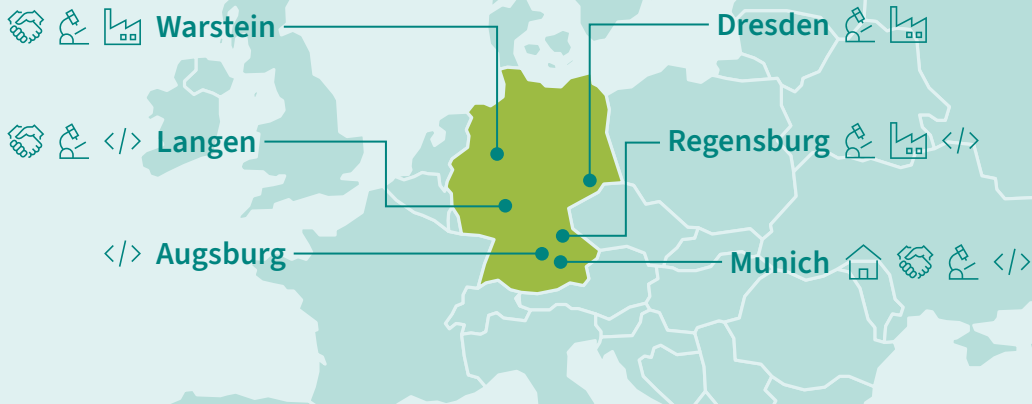 Warstein
Dresden
</> Langen
Regensburg </>
</> Augsburg
Munich </>